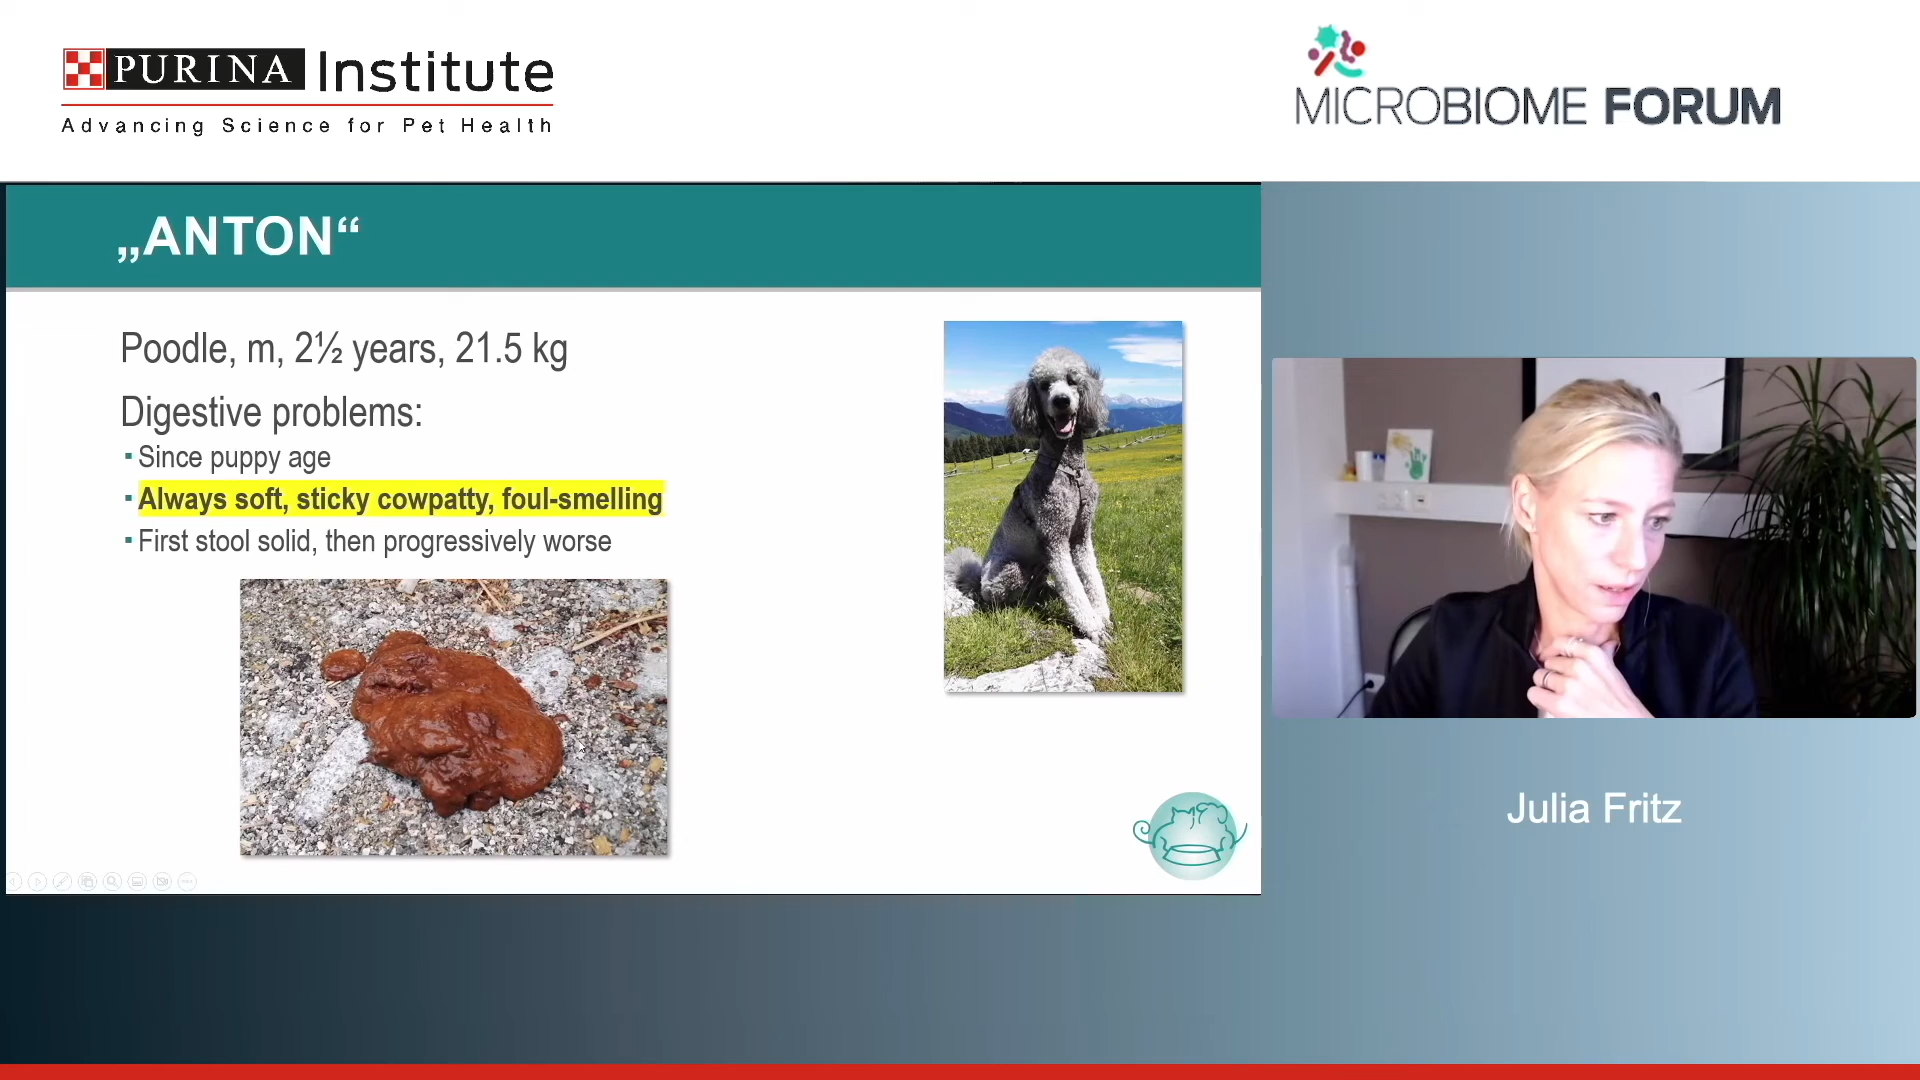 PURINA Institute
Advancing Science for Pet Health
MICROBIOME FORUM
„ANTON“
Poodle, m, 2½ years, 21.5 kg
Digestive problems:
Since puppy age
Always soft, sticky cowpatty, foul-smelling
First stool solid, then progressively worse
Julia Fritz